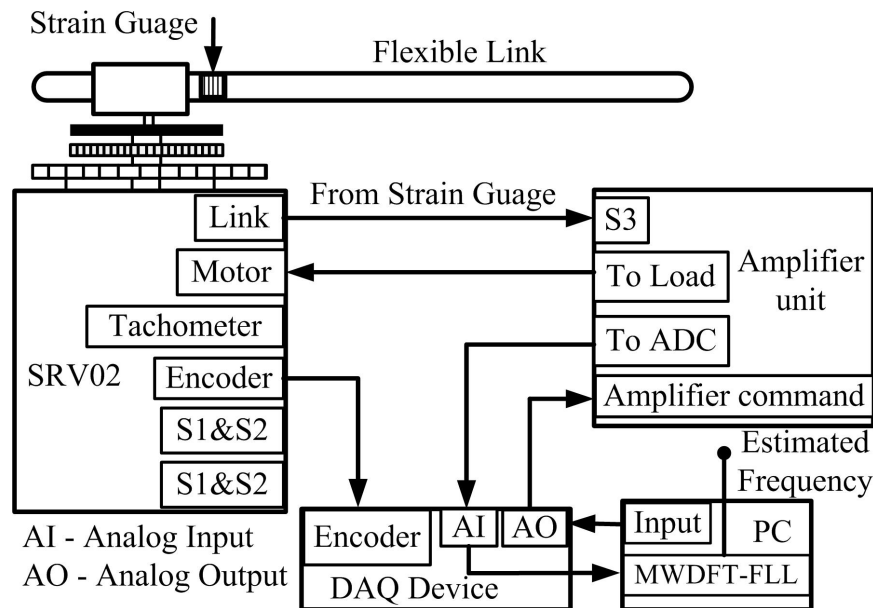 Strain Guage
Flexible Link
From Strain Guage
Link
S3
Motor
To Load
Amplifier
unit
Tachometer
To ADC
SRV02
Encoder
Amplifier command
S1&S2
Estimated
Frequency
S1&S2
AI - Analog Input
AO - Analog Output
Encoder
AI
AO
DAQ Device
Input
PC
MWDFT-FLL